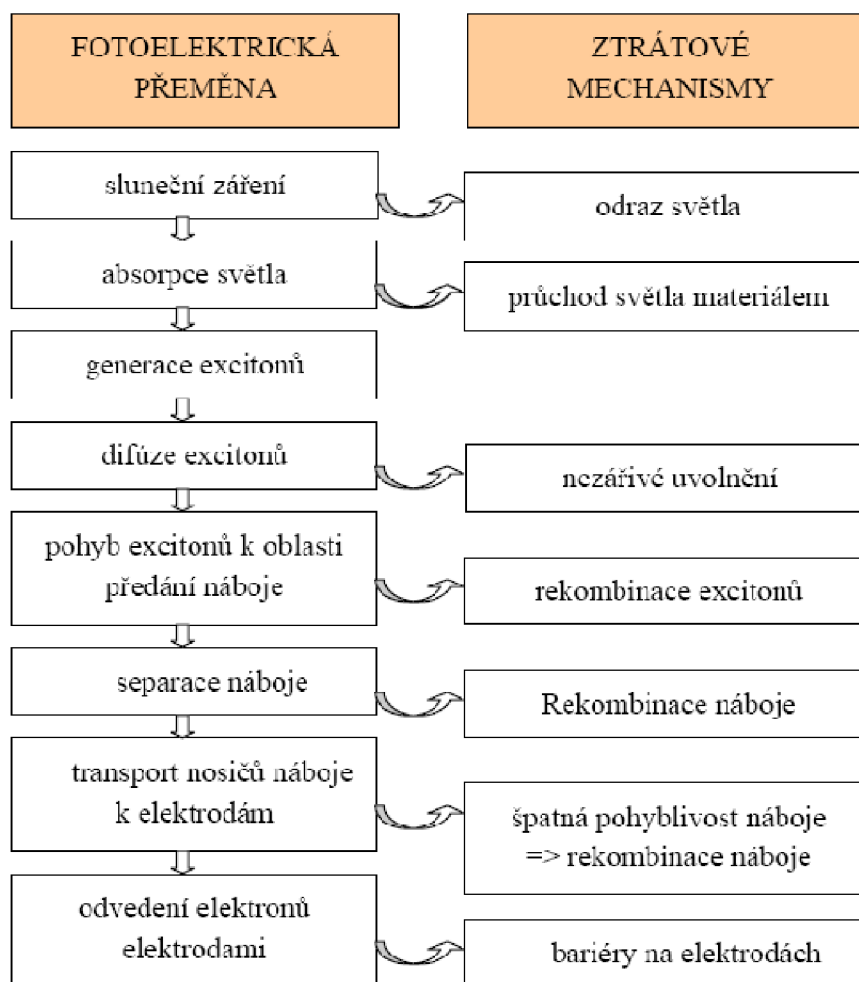 FOTOELEKTRICKÁ
PŘEMĚNA
ZTRÁTOVÉ
MECHANISMY
sluneční záření
odraz světla
absorpce světla
průchod světla materiálem
generace excitonů
difúze excitonů
nezářivé uvolnění
pohyb excitonů k oblasti
předání náboje
rekombinace excitonů
separace náboje
Rekombinace náboje
transport nosičů náboje
k elektrodám
špatná pohyblivost náboje
=> rekombinace náboje
odvedení elektronů
elektrodami
bariéry na elektrodách